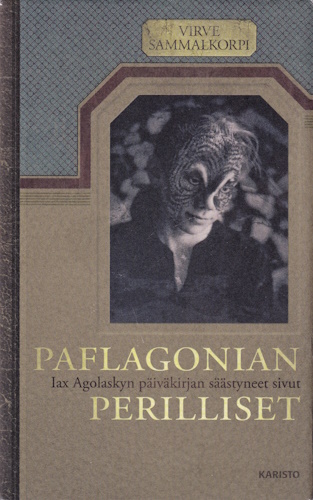 VIRVE
SAMMALKORPI
PAFLAGONIAN
Iax Agolaskyn päiväkirjan säästyneet sivut
PERILLISET
KARISTO